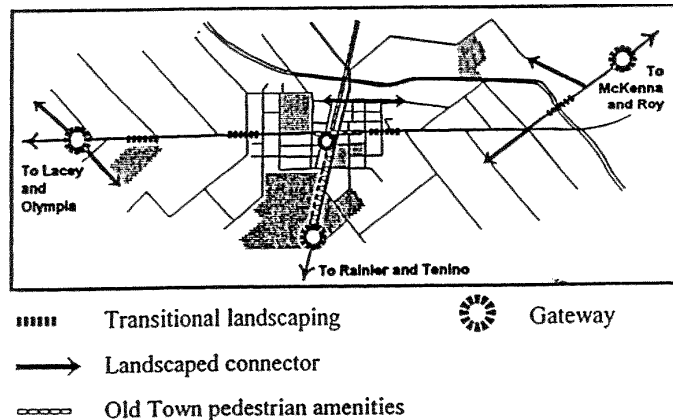 To
McKenna
and Roy
To Lacey
and
Olympia
To Rainier and Tenino
Transitional landscaping
Gateway
Landscaped connector
Old Town pedestrian amenities